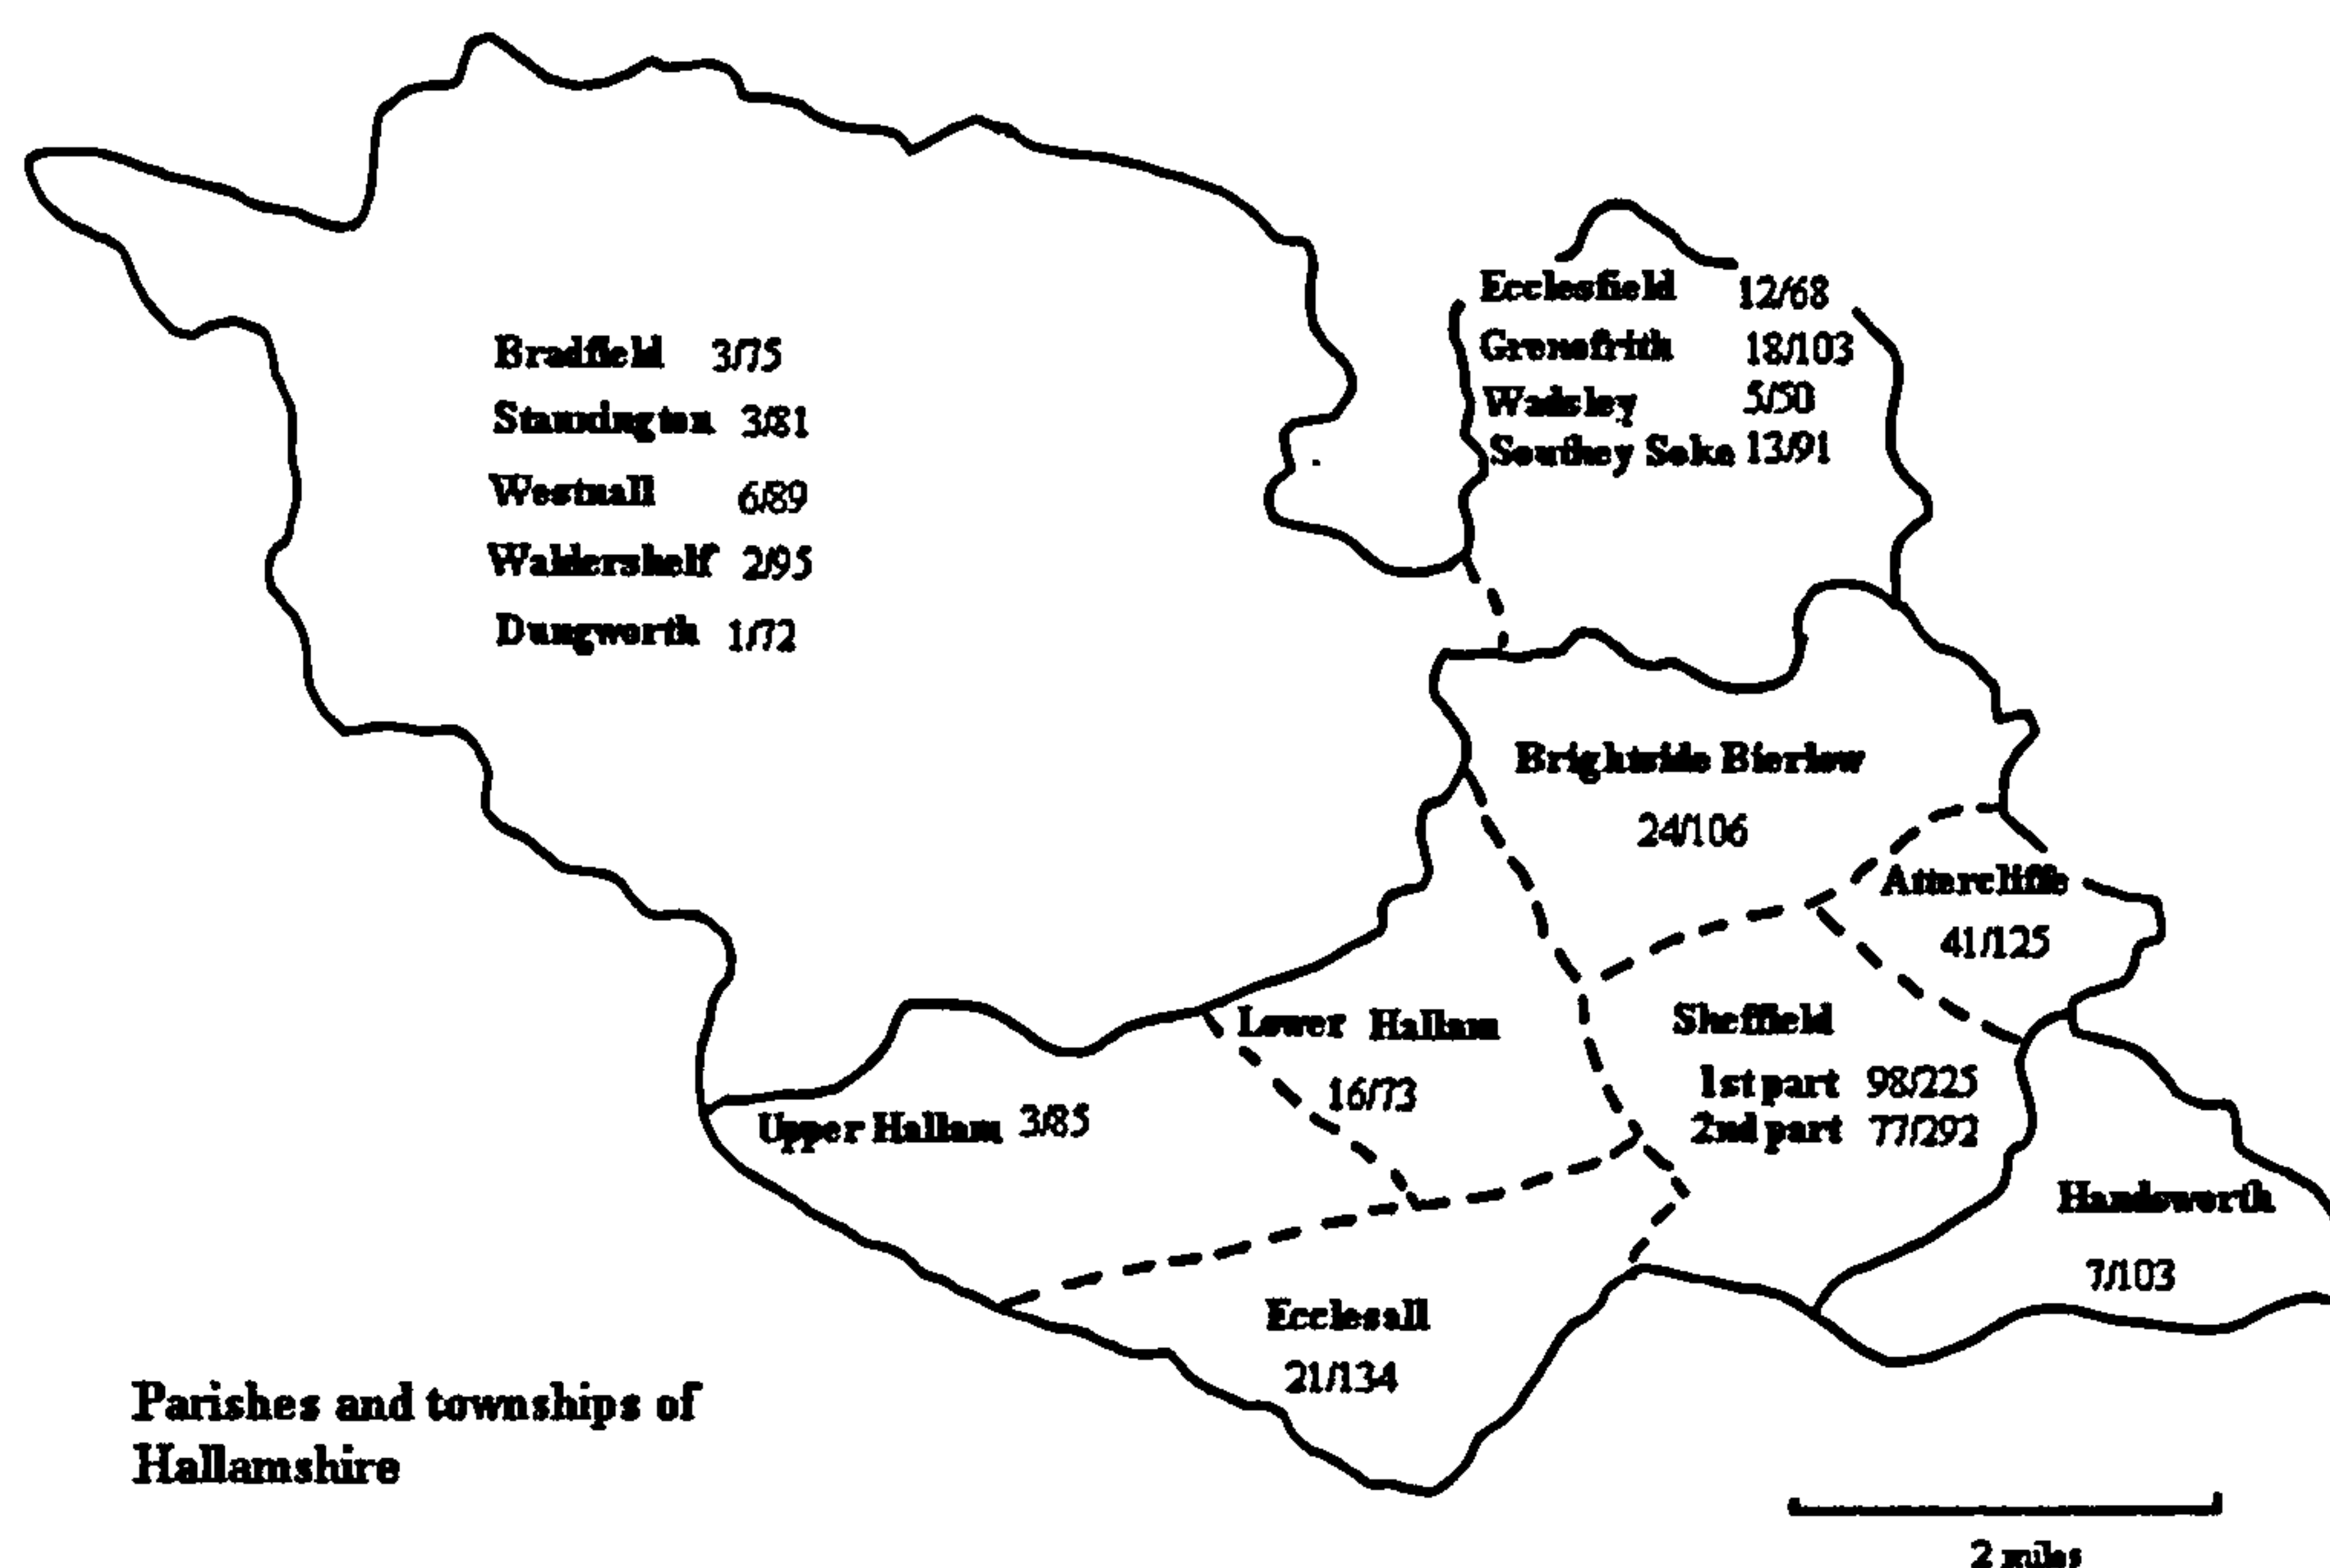 Ecclesfield 12/68
Grenofrith 18/103
Wadsley 5/50
Southey Soke 13/91
Bradfield 3/75
Stannington 3/81
Westnall 6/89
Waldershelf 2/95
Dungworth 1/72
Brightside Bierlow
24/106
Attercliffe
41/125
Lower Hallam
16/73
Sheffield
1st part 98/225
2nd part 77/292
Upper Hallam 3/85
Handsworth
7/103
Ecclesall
21/134
Parishes and townships of
Hallamshire
2 miles